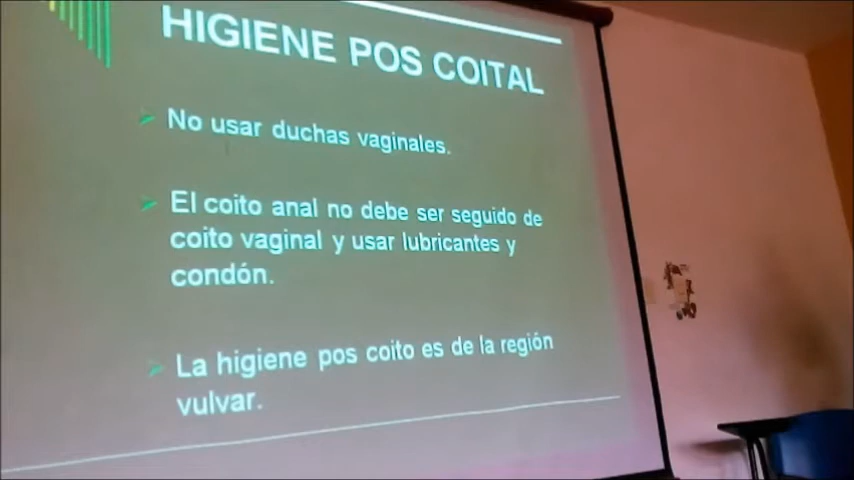 HIGIENE POS COITAL
No usar duchas vaginales.
El coito anal no debe ser seguido de
coito vaginal y usar lubricantes y
condón.
La higiene pos coito es de la región
vulvar.